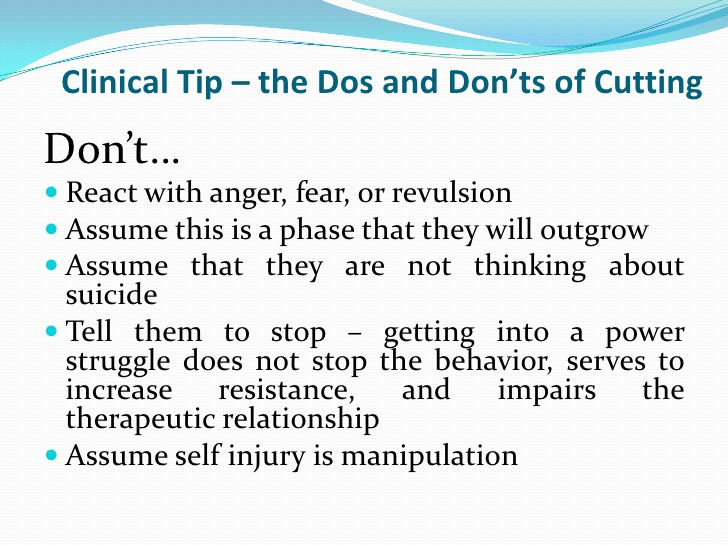 Clinical Tip – the Dos and Don'ts of Cutting
Don't…
• React with anger, fear, or revulsion
• Assume this is a phase that they will outgrow
• Assume that they are not thinking about
suicide
• Tell them to stop – getting into a power
struggle does not stop the behavior, serves to
increase resistance, and impairs the
therapeutic relationship
• Assume self injury is manipulation